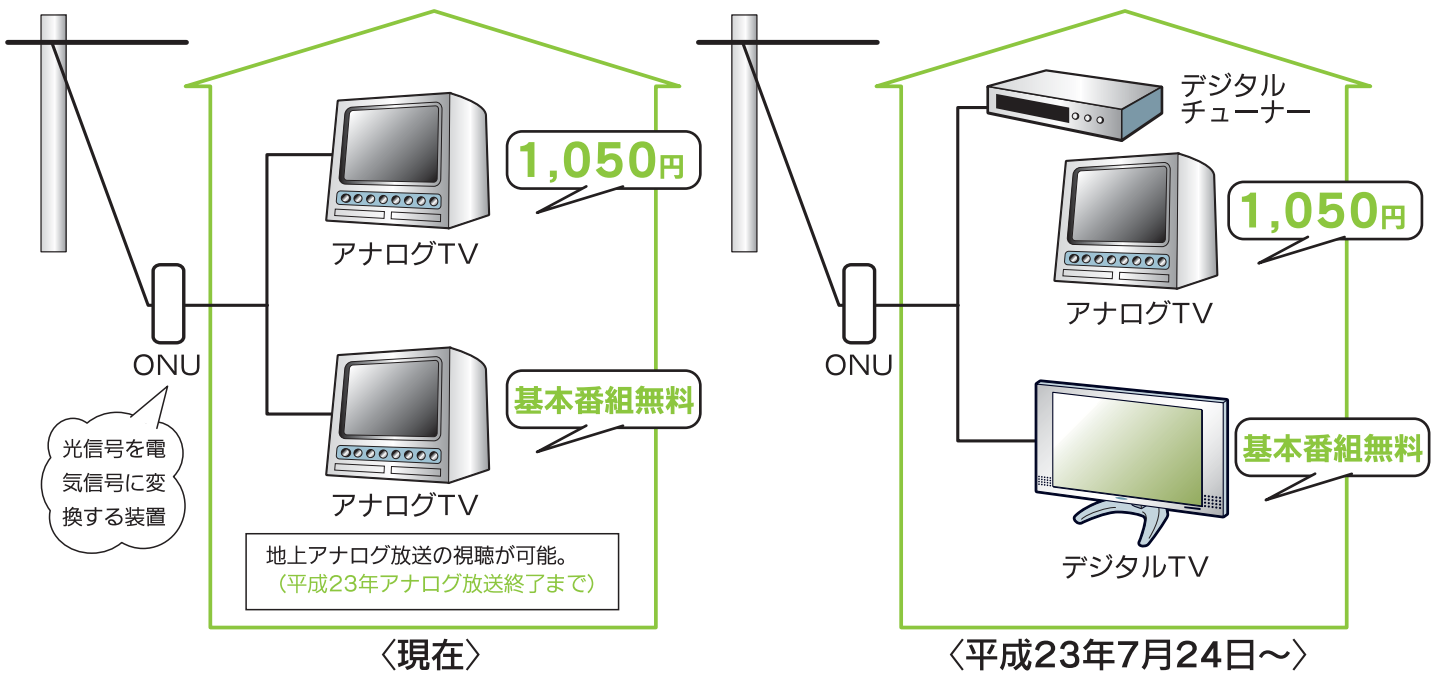 1,050円
アナログTV
ONU
光信号を電
気信号に変
換する装置
基本番組無料
アナログTV
地上アナログ放送の視聴が可能。
(平成23年アナログ放送終了まで)
〈現在〉
デジタル
チューナー
1,050円
アナログTV
ONU
基本番組無料
デジタルTV
〈平成23年7月24日〜〉